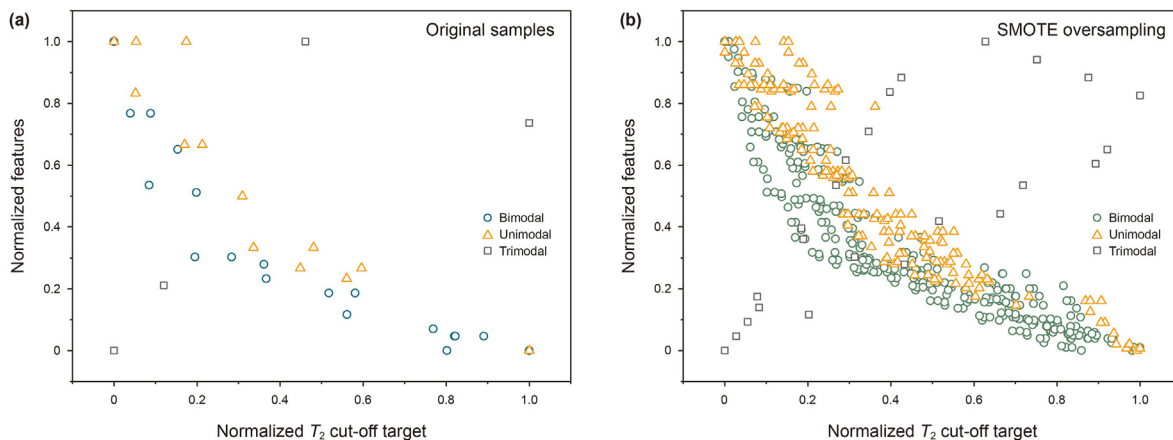 (a)
Original samples
Normalized features
1.0
0.8
0.6
0.4
0.2
0
Bimodal
Unimodal
Trimodal
0 0.2 0.4 0.6 0.8 1.0
Normalized T₂ cut-off target
(b)
SMOTE oversampling
Normalized features
1.0
0.8
0.6
0.4
0.2
0
Bimodal
Unimodal
Trimodal
0 0.2 0.4 0.6 0.8 1.0
Normalized T₂ cut-off target